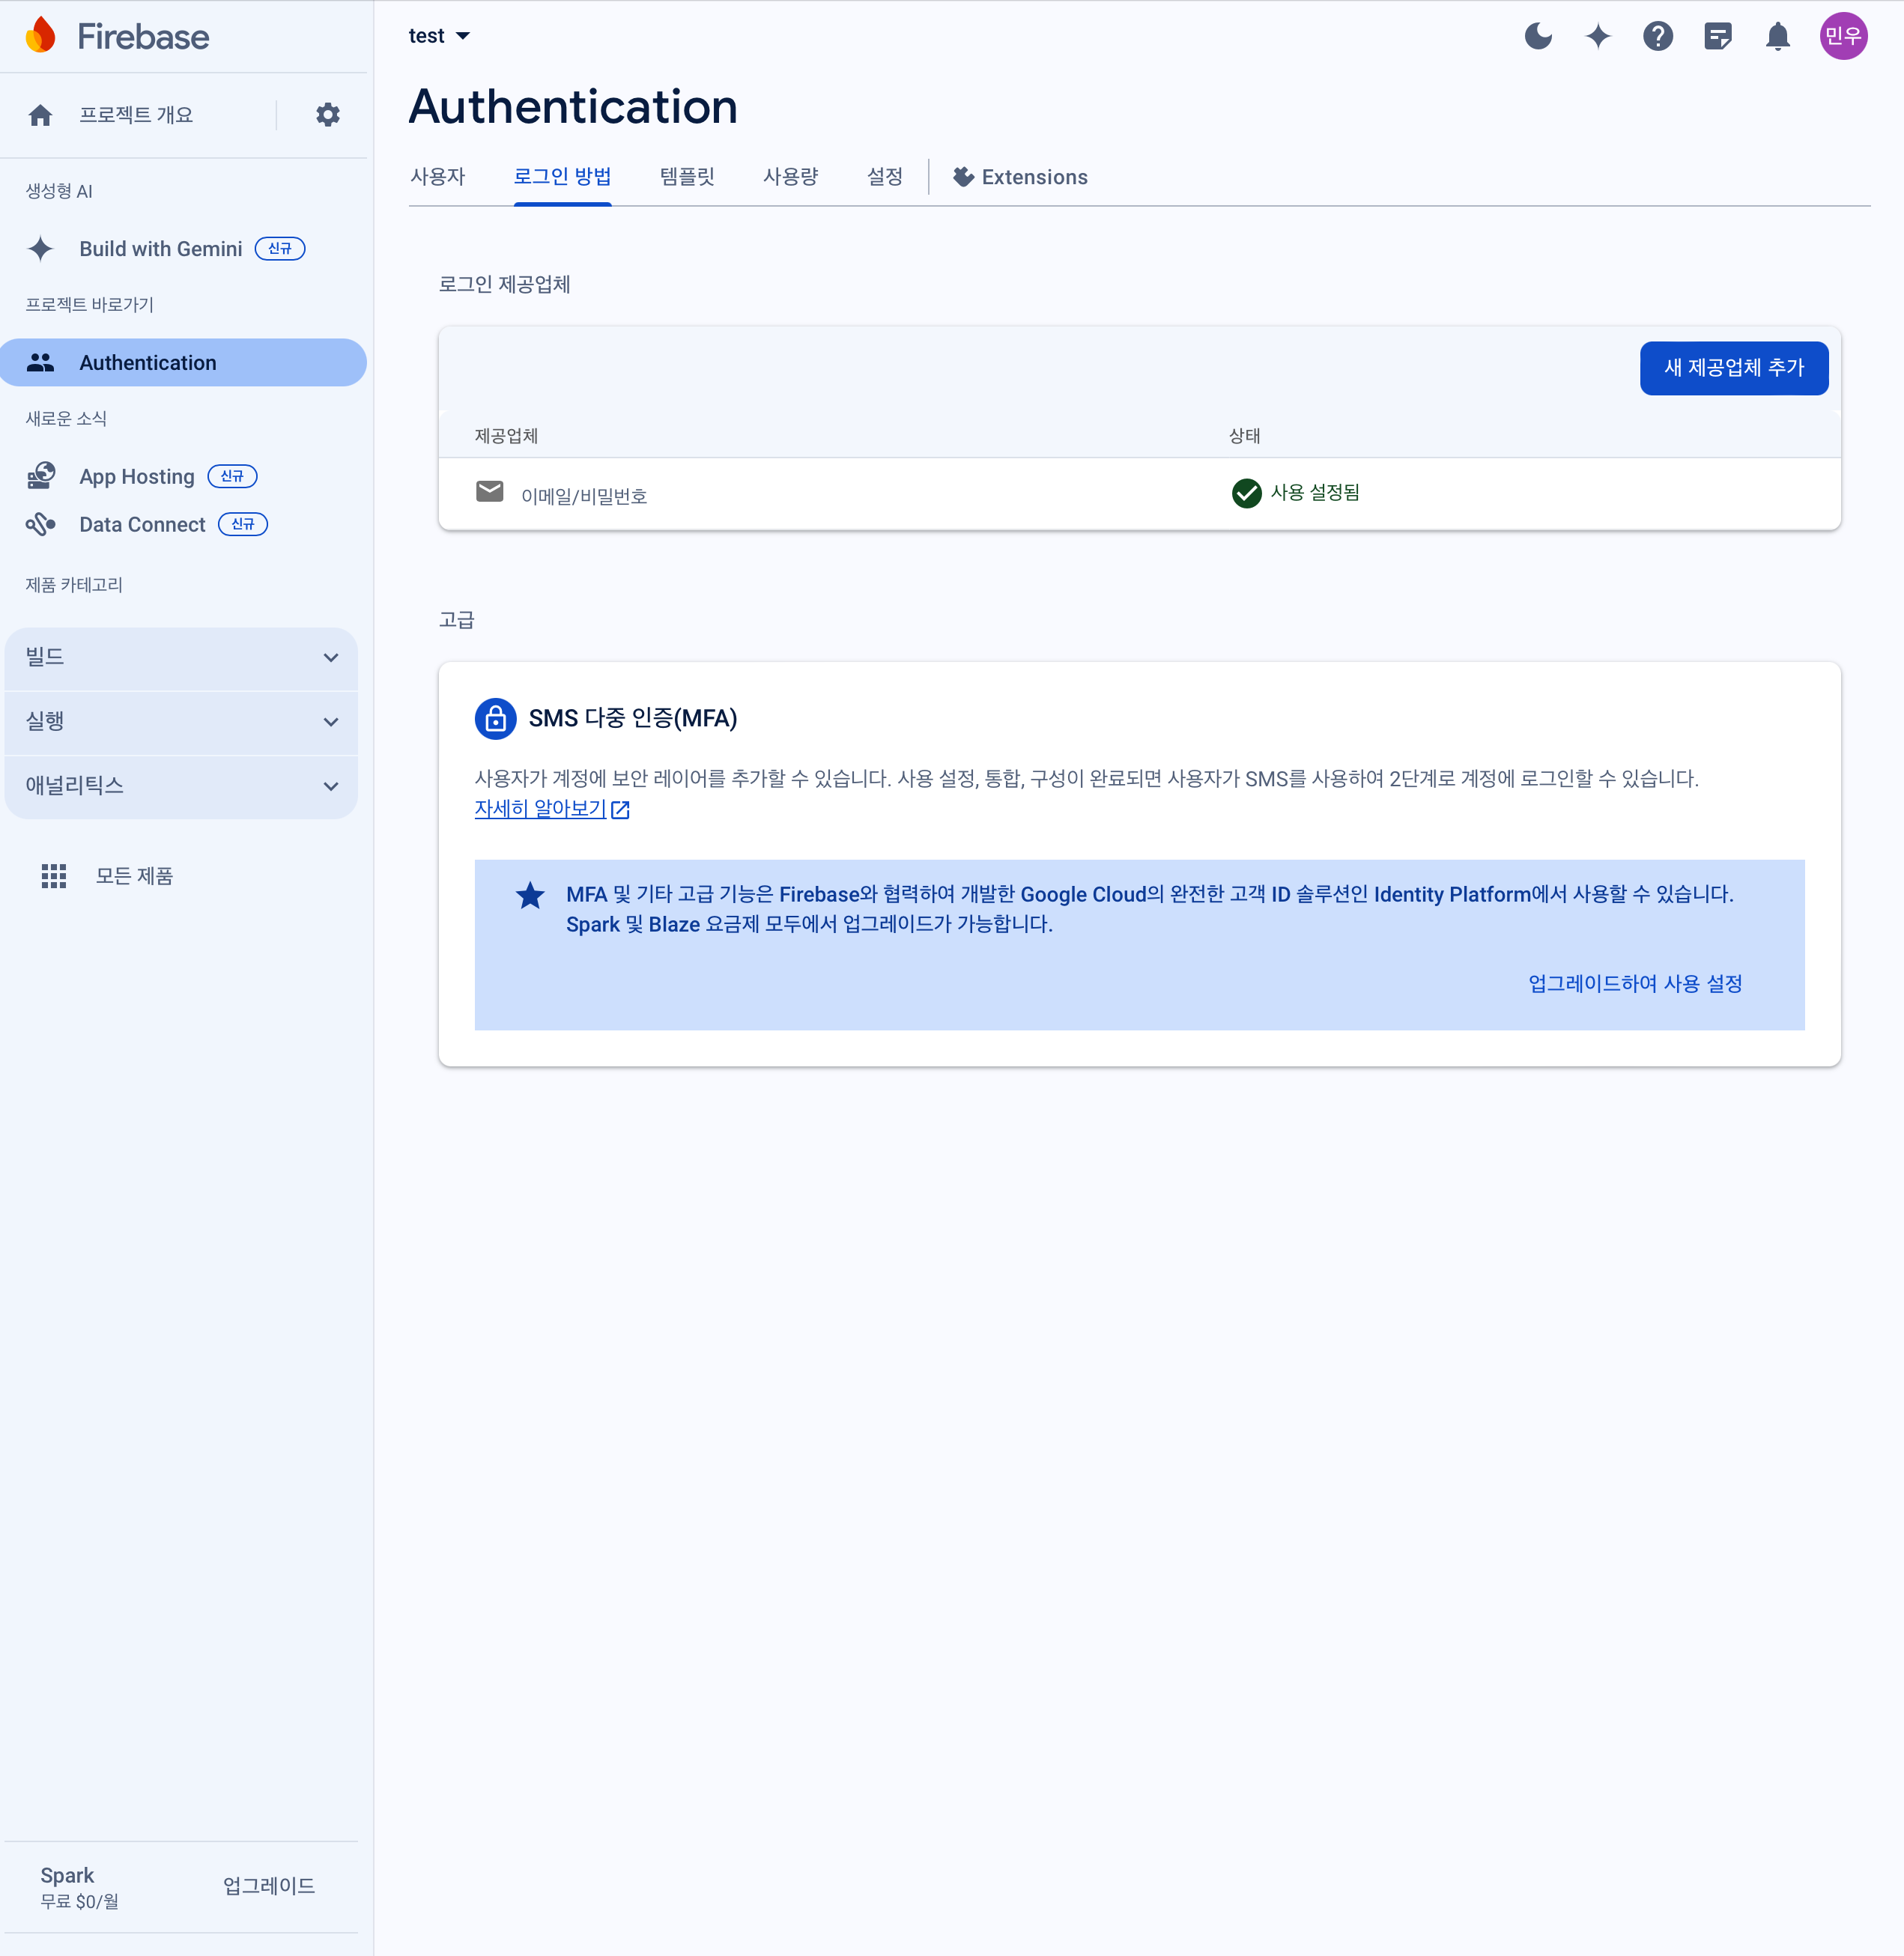 Firebase
프로젝트 개요
생성형 AI
Build with Gemini 신규
프로젝트 바로가기
Authentication
새로운 소식
App Hosting 신규
Data Connect 신규
제품 카테고리
빌드
실행
애널리틱스
모든 제품
Spark
무료 $0/월
업그레이드
test
민우
Authentication
사용자 로그인 방법 템플릿 사용량 설정 Extensions
로그인 제공업체
새 제공업체 추가
제공업체 상태
이메일/비밀번호 사용 설정됨
고급
SMS 다중 인증(MFA)
사용자가 계정에 보안 레이어를 추가할 수 있습니다. 사용 설정, 통합, 구성이 완료되면 사용자가 SMS를 사용하여 2단계로 계정에 로그인할 수 있습니다.
자세히 알아보기
MFA 및 기타 고급 기능은 Firebase와 협력하여 개발한 Google Cloud의 완전한 고객 ID 솔루션인 Identity Platform에서 사용할 수 있습니다.
Spark 및 Blaze 요금제 모두에서 업그레이드가 가능합니다.
업그레이드하여 사용 설정